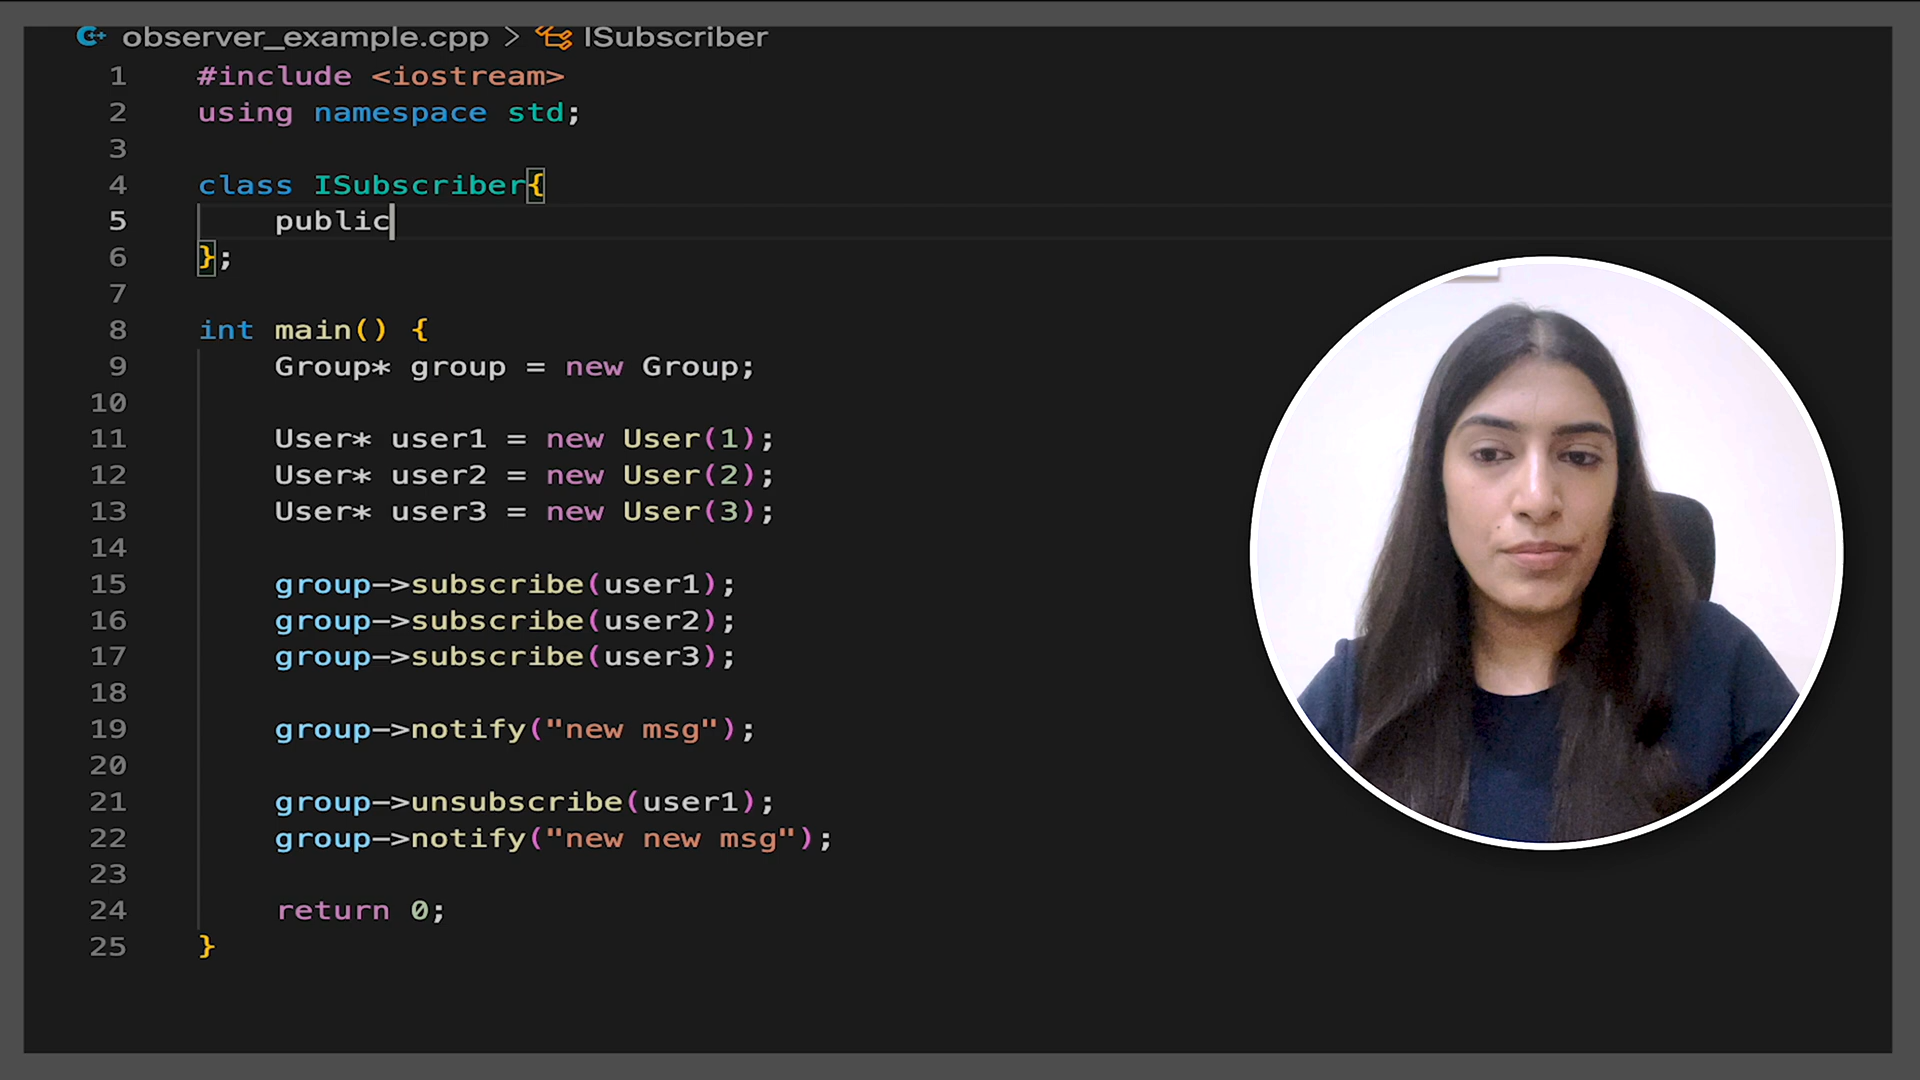 observer_example.cpp > ISubscriber
1 #include <iostream>
2 using namespace std;
3
4 class ISubscriber{
5     public
6 };
7
8 int main() {
9     Group* group = new Group;
10
11     User* user1 = new User(1);
12     User* user2 = new User(2);
13     User* user3 = new User(3);
14
15     group->subscribe(user1);
16     group->subscribe(user2);
17     group->subscribe(user3);
18
19     group->notify("new msg");
20
21     group->unsubscribe(user1);
22     group->notify("new new msg");
23
24     return 0;
25 }